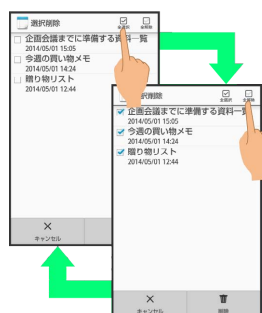 選択削除
全選択
全解除
企画会議までに準備する資料一覧
2014/05/01 15:05
今週の買い物メモ
2014/05/01 14:24
贈り物リスト
2014/05/01 12:44
キャンセル
択削除
全選択
全解除
企画会議までに準備する資料一覧
2014/05/01 15:05
今週の買い物メモ
2014/05/01 14:24
贈り物リスト
2014/05/01 12:44
キャンセル
削除